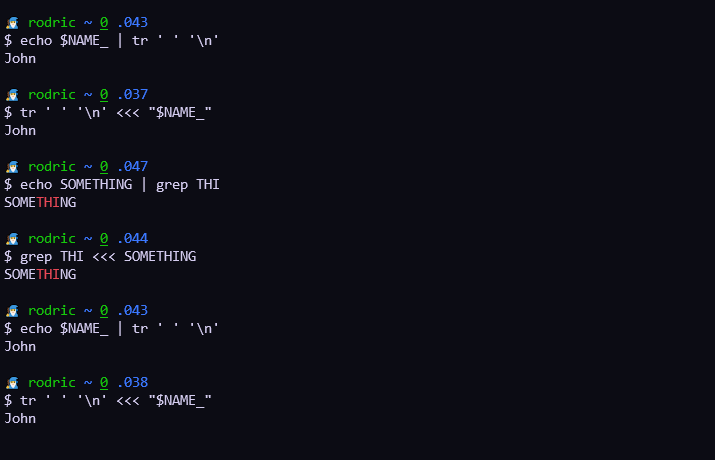 rodric ~ 0 .043
$ echo $NAME_ | tr ' ' '\n'
John
rodric ~ 0 .037
$ tr ' ' '\n' <<< "$NAME_"
John
rodric ~ 0 .047
$ echo SOMETHING | grep THI
SOMETHING
rodric ~ 0 .044
$ grep THI <<< SOMETHING
SOMETHING
rodric ~ 0 .043
$ echo $NAME_ | tr ' ' '\n'
John
rodric ~ 0 .038
$ tr ' ' '\n' <<< "$NAME_"
John